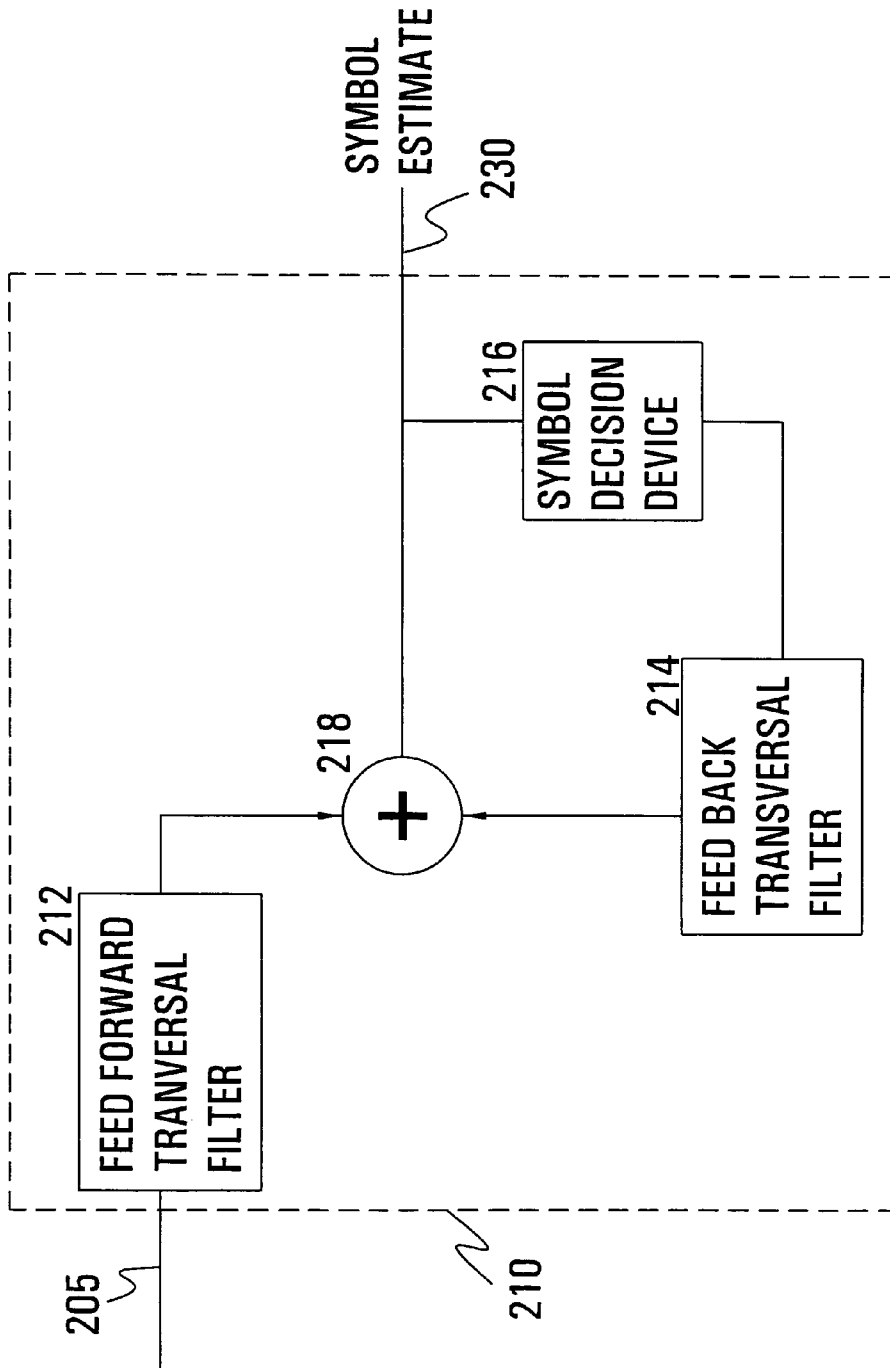 205
212
FEED FORWARD
TRANVERSAL
FILTER
218
+
SYMBOL
ESTIMATE
230
216
SYMBOL
DECISION
DEVICE
214
FEED BACK
TRANSVERSAL
FILTER
210